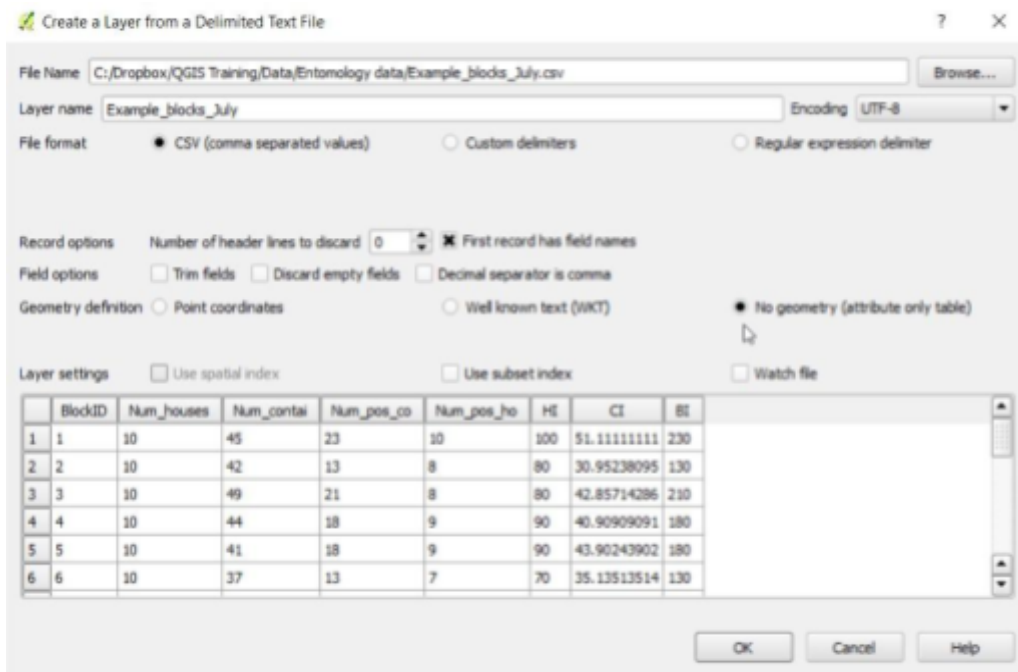 Create a Layer from a Delimited Text File ? ×
File Name C:/Dropbox/QGIS Training/Data/Entomology data/Example_blocks_July.csv Browse...
Layer name Example_blocks_July Encoding UTF-8
File format CSV (comma separated values) Custom delimiters Regular expression delimiter
Record options Number of header lines to discard 0 First record has field names
Field options Trim fields Discard empty fields Decimal separator is comma
Geometry definition Point coordinates Well known text (WKT) No geometry (attribute only table)
Layer settings Use spatial index Use subset index Watch file
BlockID Num_houses Num_contai Num_pos_co Num_pos_ho HI CI BI
1 1 10 45 23 10 100 51.11111111 230
2 2 10 42 13 8 80 30.95238095 130
3 3 10 49 21 8 80 42.85714286 210
4 4 10 44 18 9 90 40.90909091 180
5 5 10 41 18 9 90 43.90243902 180
6 6 10 37 13 7 70 35.13513514 130
OK Cancel Help